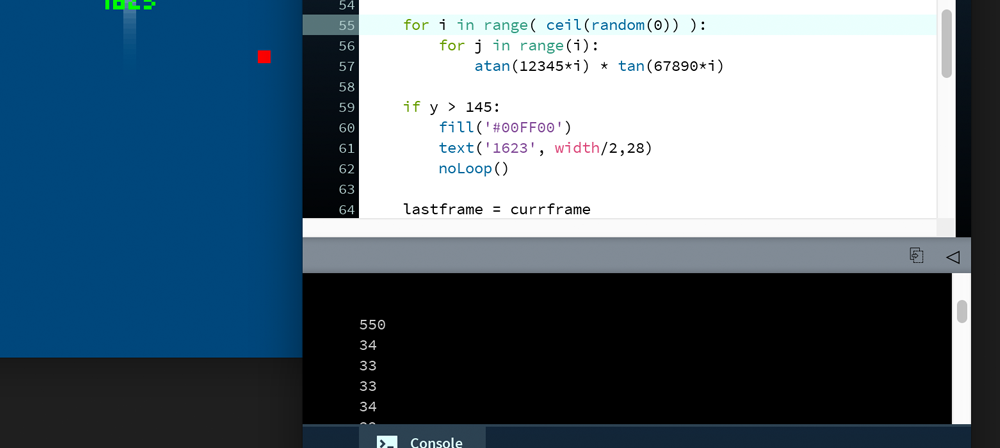 1623
54
55 for i in range( ceil(random(0)) ):
56 for j in range(i):
57 atan(12345*i) * tan(67890*i)
58
59 if y > 145:
60 fill('#00FF00')
61 text('1623', width/2,28)
62 noLoop()
63
64 lastframe = currframe
550
34
33
33
34
Console